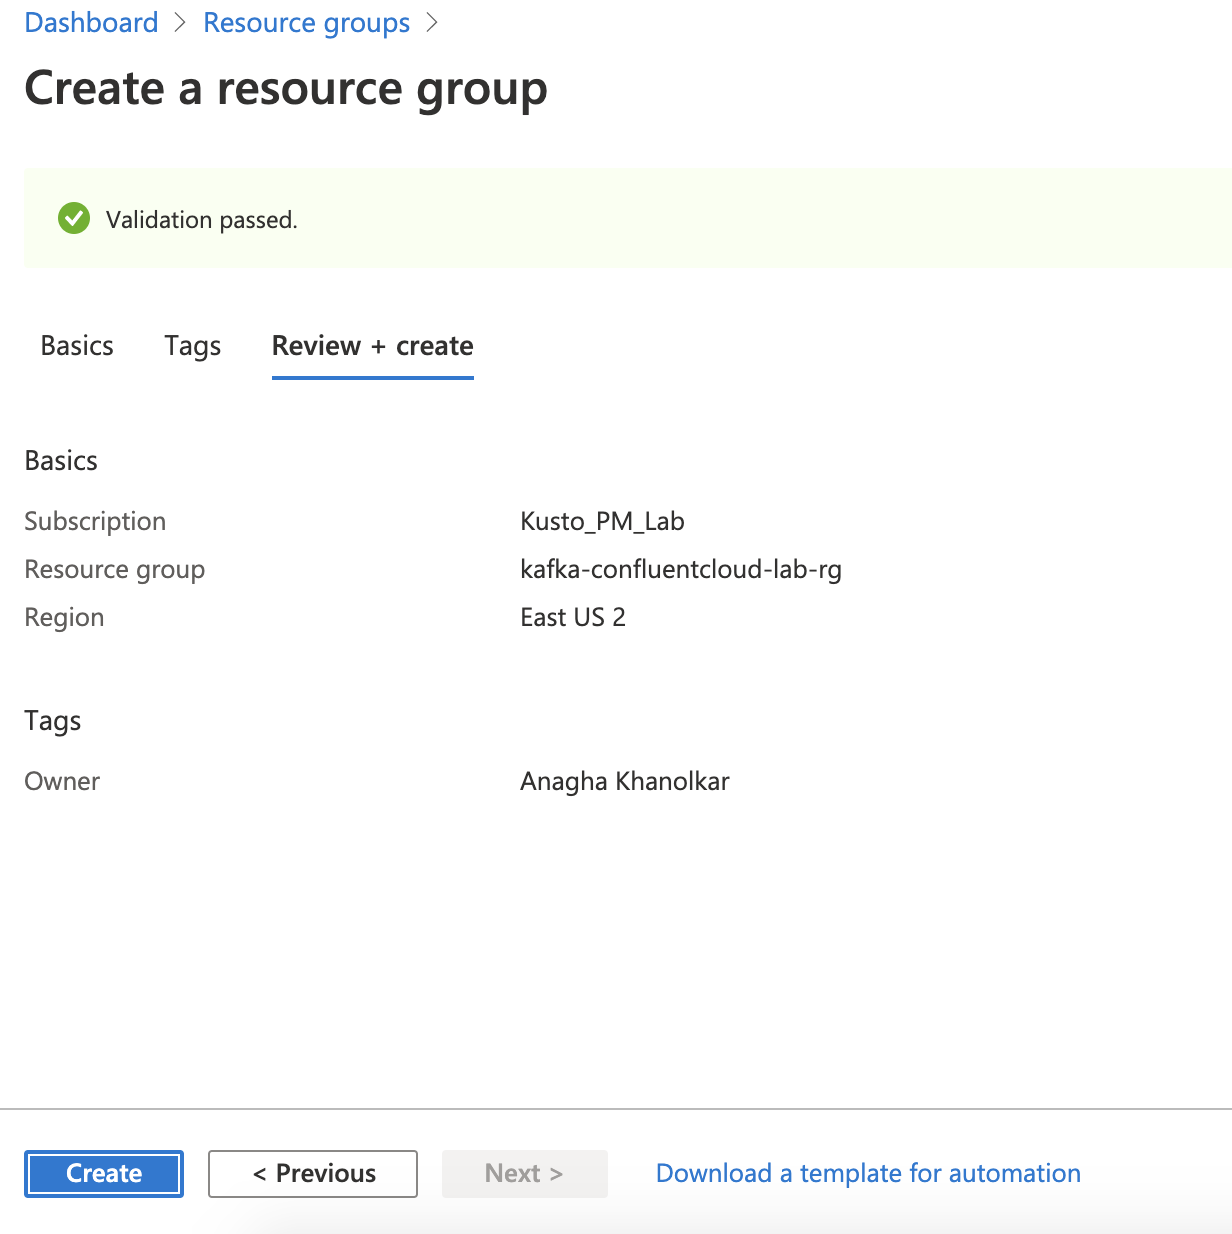 Dashboard > Resource groups >
Create a resource group
Validation passed.
Basics Tags Review + create
Basics
Subscription Kusto_PM_Lab
Resource group kafka-confluentcloud-lab-rg
Region East US 2
Tags
Owner Anagha Khanolkar
Create < Previous Next > Download a template for automation